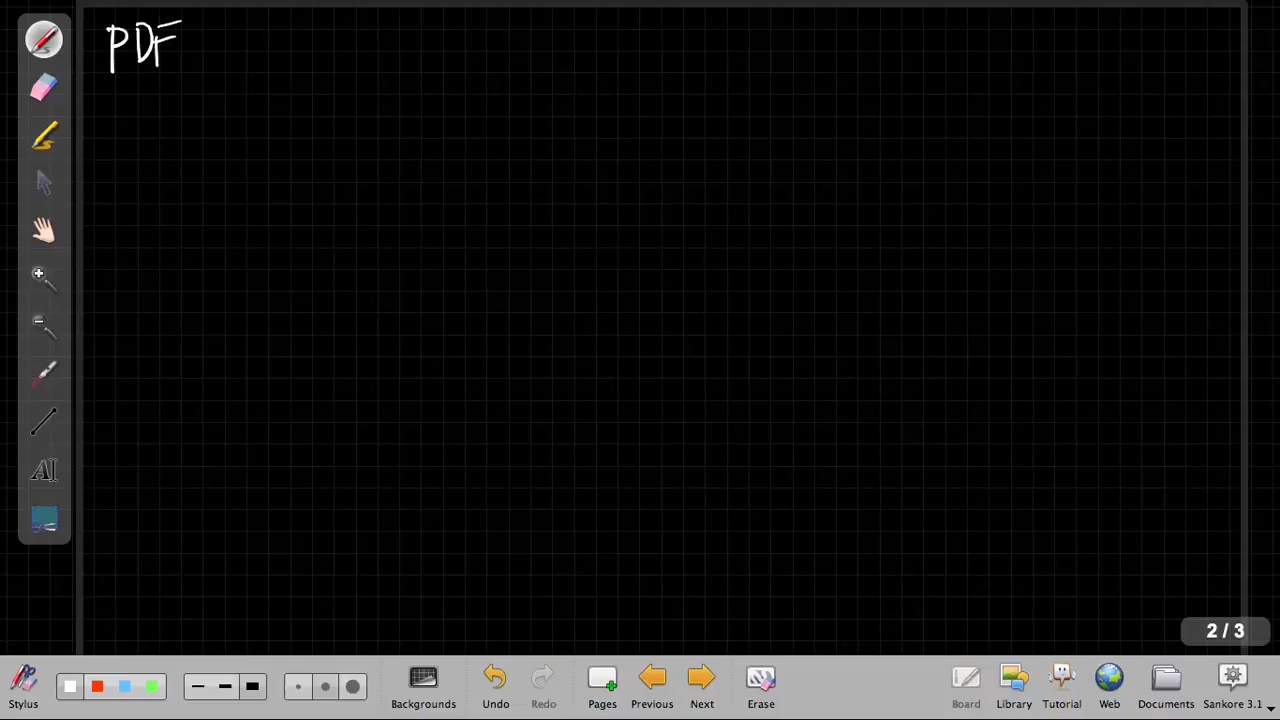 PDF
2 / 3
Stylus
Backgrounds
Undo
Redo
Pages
Previous
Next
Erase
Board
Library
Tutorial
Web
Documents
Sankore 3.1